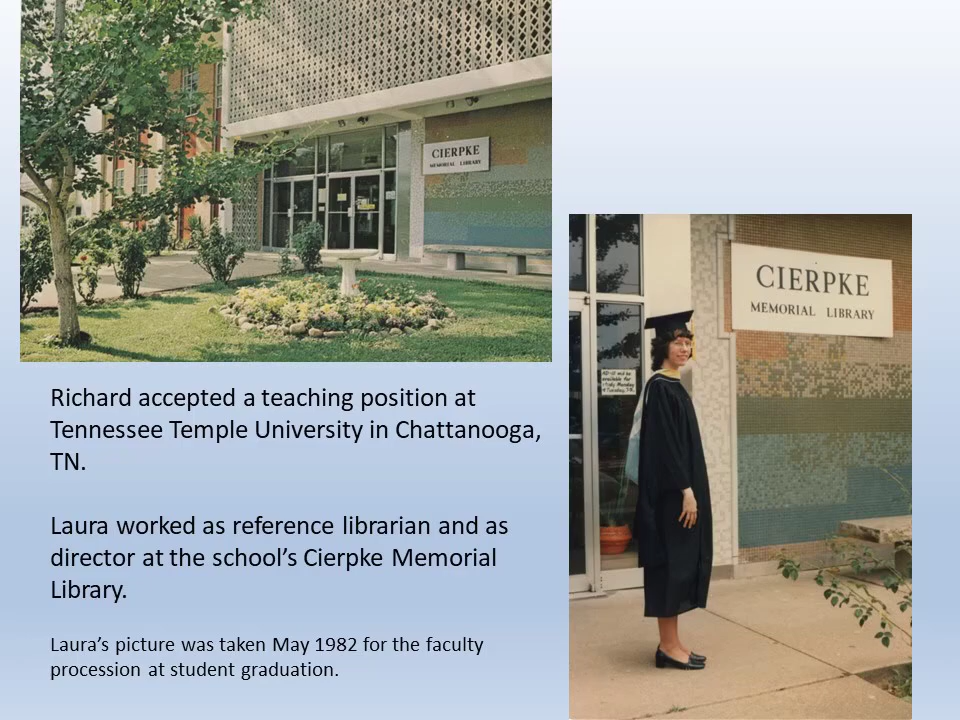 CIERPKE
MEMORIAL LIBRARY
CIERPKE
MEMORIAL LIBRARY
Richard accepted a teaching position at
Tennessee Temple University in Chattanooga,
TN.
Laura worked as reference librarian and as
director at the school’s Cierpke Memorial
Library.
Laura’s picture was taken May 1982 for the faculty
procession at student graduation.